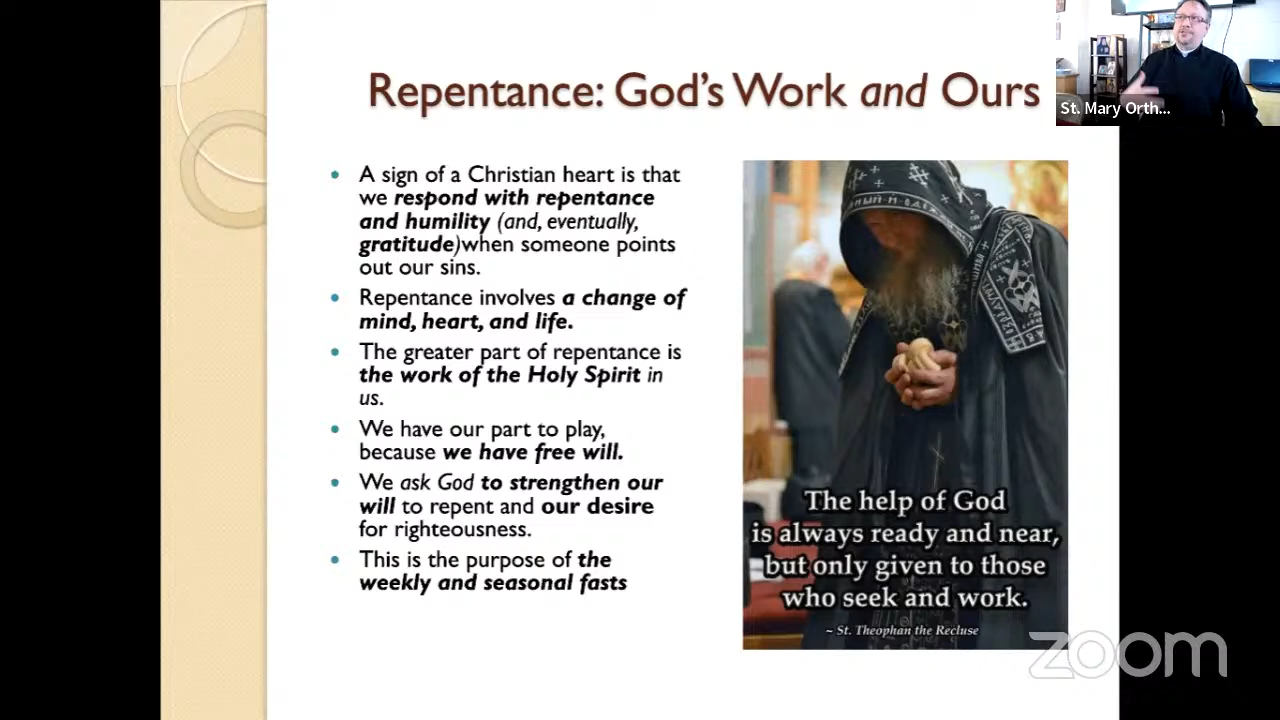 Repentance: God's Work and Ours
St. Mary Orth...
• A sign of a Christian heart is that
we respond with repentance
and humility (and, eventually,
gratitude)when someone points
out our sins.
• Repentance involves a change of
mind, heart, and life.
• The greater part of repentance is
the work of the Holy Spirit in
us.
• We have our part to play,
because we have free will.
• We ask God to strengthen our
will to repent and our desire
for righteousness.
• This is the purpose of the
weekly and seasonal fasts
The help of God
is always ready and near,
but only given to those
who seek and work.
~ St. Theophan the Recluse
zoom